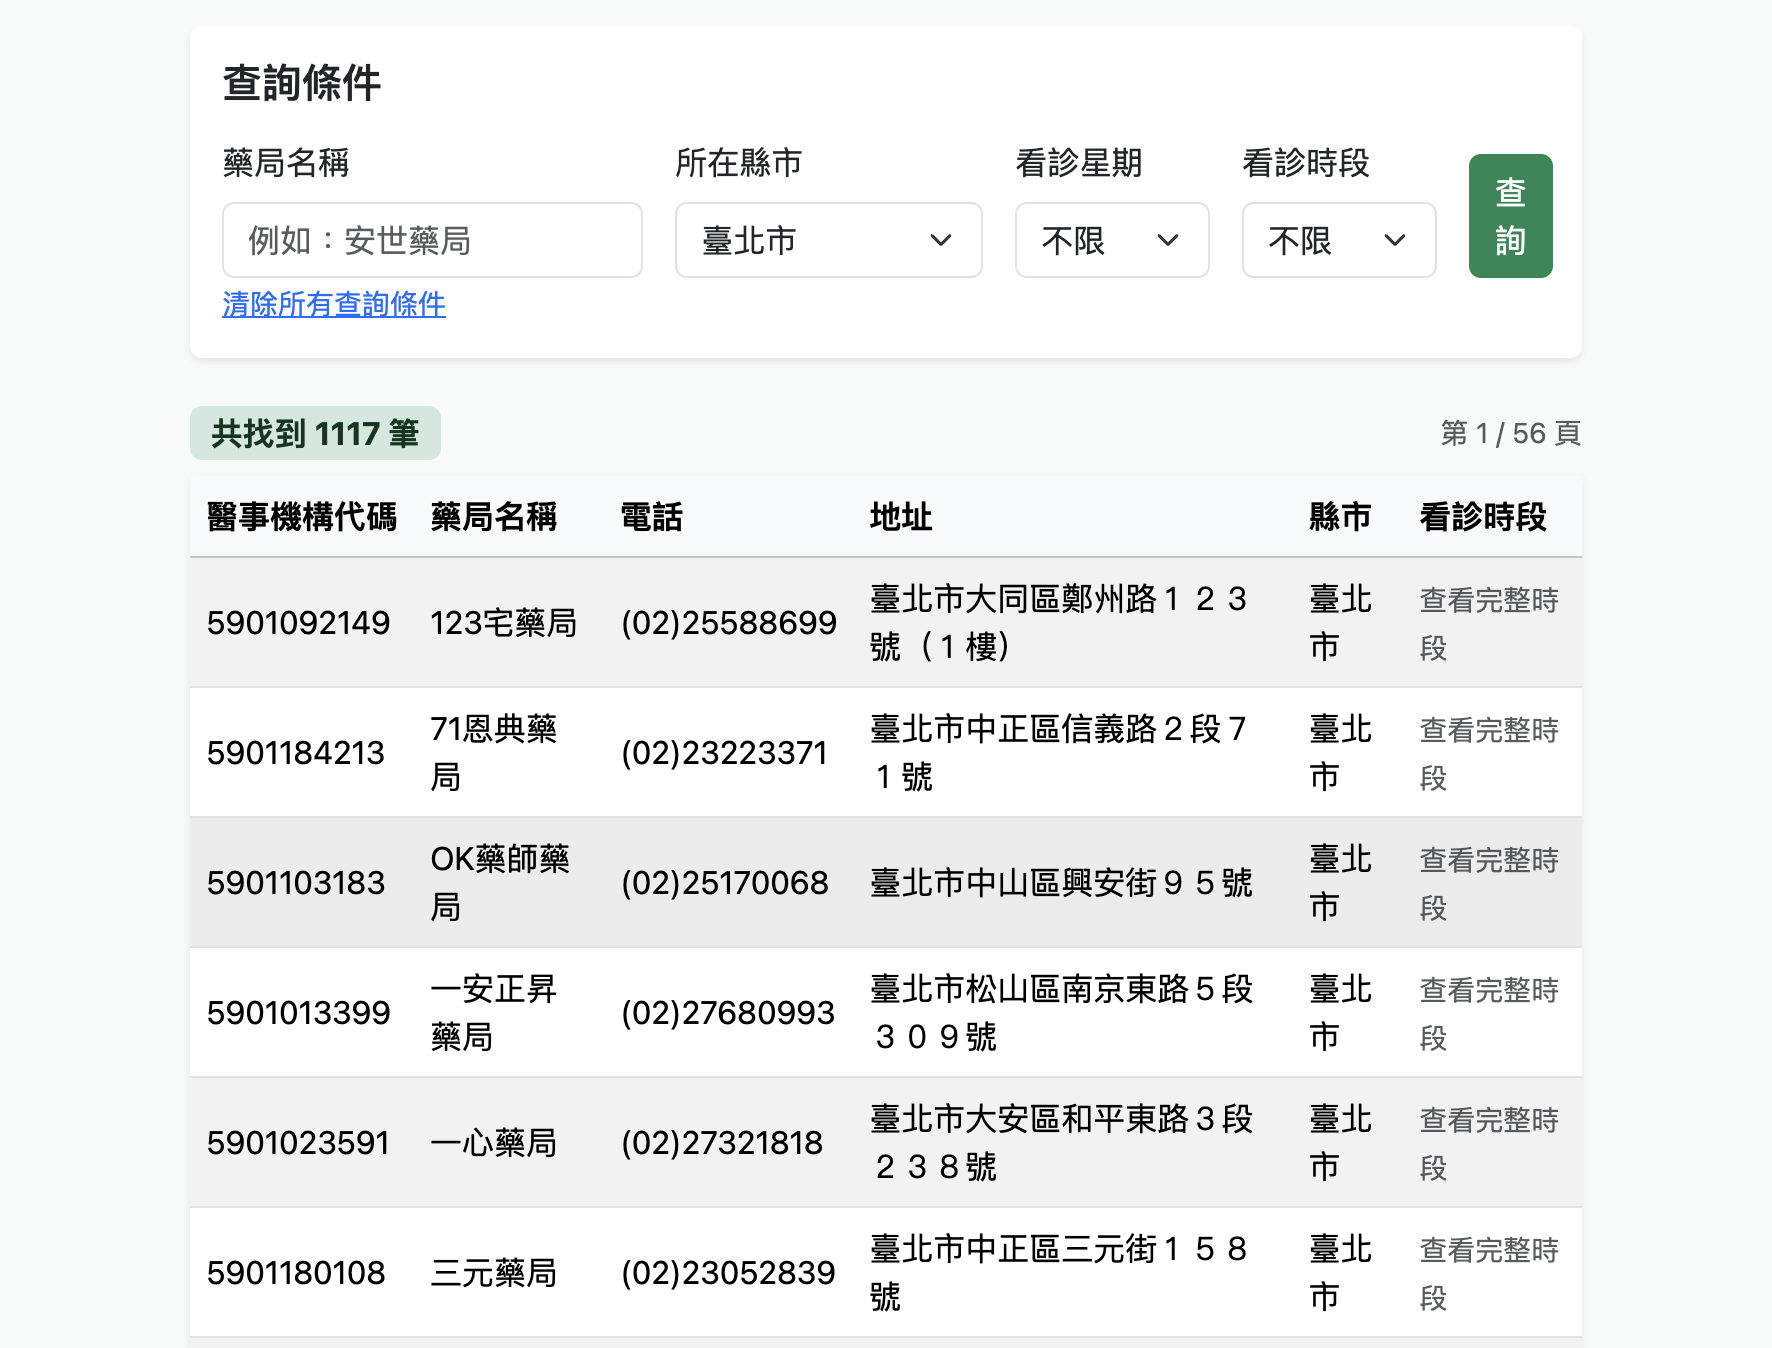 查詢條件
藥局名稱
所在縣市
看診星期
看診時段
例如：安世藥局
臺北市
不限
不限
查
詢
清除所有查詢條件
共找到 1117 筆
第 1 / 56 頁
醫事機構代碼 藥局名稱 電話 地址 縣市 看診時段
5901092149 123宅藥局 (02)25588699
臺北市大同區鄭州路１２３
號（１樓）
臺北
市
查看完整時
段
5901184213
71恩典藥
局
(02)23223371
臺北市中正區信義路２段７
１號
臺北
市
查看完整時
段
5901103183
OK藥師藥
局
(02)25170068
臺北市中山區興安街９５號
臺北
市
查看完整時
段
5901013399
一安正昇
藥局
(02)27680993
臺北市松山區南京東路５段
３０９號
臺北
市
查看完整時
段
5901023591 一心藥局 (02)27321818
臺北市大安區和平東路３段
２３８號
臺北
市
查看完整時
段
5901180108 三元藥局 (02)23052839
臺北市中正區三元街１５８
號
臺北
市
查看完整時
段